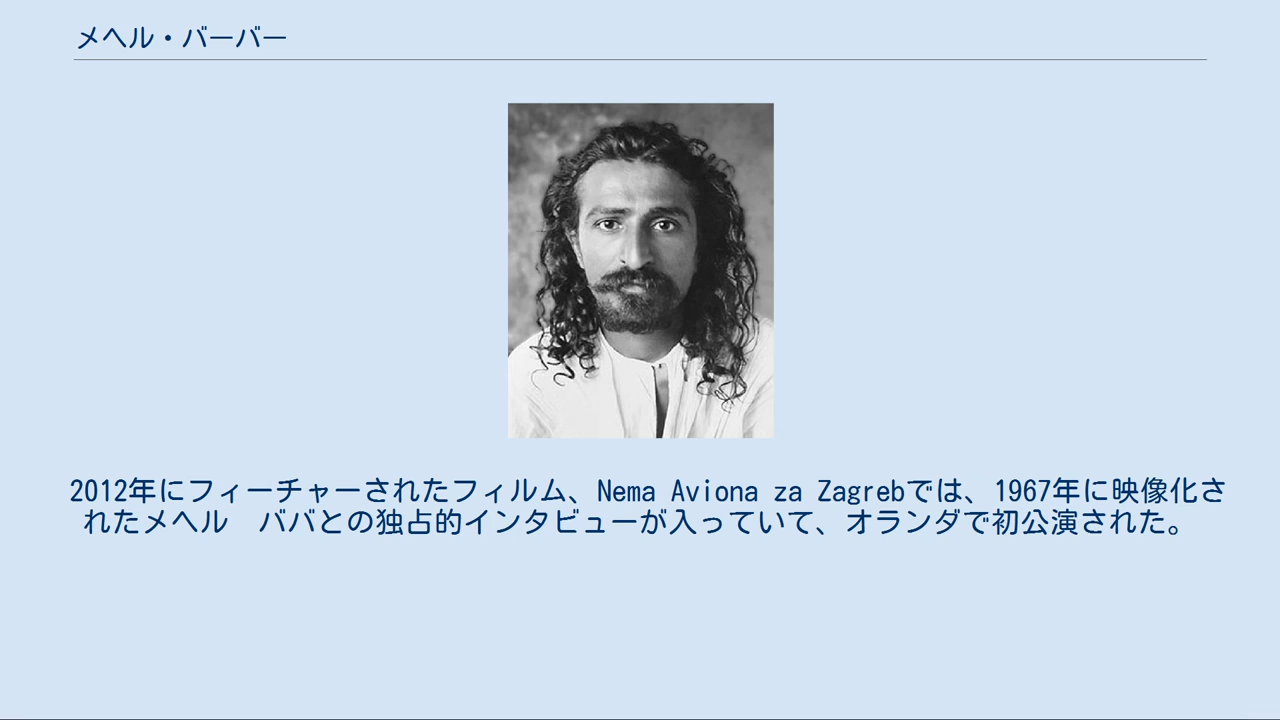 メヘル・バーバー
2012年にフィーチャーされたフィルム、Nema Aviona za Zagrebでは、1967年に映像化さ
れたメヘル　ババとの独占的インタビューが入っていて、オランダで初公演された。